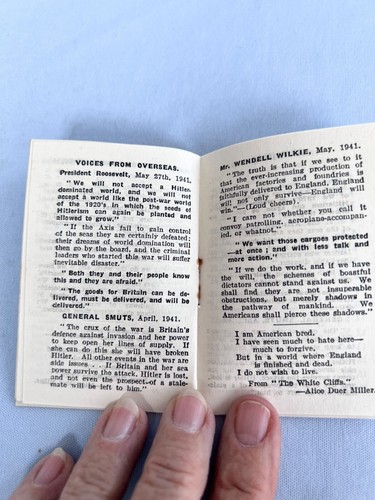 VOICES FROM OVERSEAS.
President Roosevelt, May 27th, 1941.
"We will not accept a Hitler-
dominated world, and we will not
accept a world like the post-war world
of the 1920's in which the seeds of
Hitlerism can again be planted and
allowed to grow."
"If the Axis fail to gain control
of the seas they are certainly defeated;
their dreams of world domination will
then go by the board, and the criminal
leaders who started this war will suffer
inevitable disaster."
"Both they and their people know
this and they are afraid."
"The goods for Britain can be de-
livered, must be delivered, and will be
delivered."
GENERAL SMUTS, April, 1941.
"The crux of the war is Britain's
defence against invasion and her power
to keep open her lines of supply. If
she can do this she will have broken
Hitler. All other events in the war are
side issues . . If Britain and her sea
power survive the attack, Hitler is lost,
and not even the prospect of a stale-
mate will be left to him."
Mr. WENDELL WILKIE, May, 1941.
"The truth is that if we see to it
that the ever-increasing production of
American factories and foundries is
faithfully delivered to England, England
will not only survive—England will
win."—(Loud cheers).
"I care not whether you call it
convoy patrolling, aeroplane-accompan-
ied, or whatnot."
"We want those cargoes protected
—at once; and with less talk and
more action."
"If we do the work, and if we have
the will, the schemes of boastful
dictators cannot stand against us. We
shall find they are not insuperable
obstructions, but merely shadows in
the pathway of mankind. We
Americans shall pierce these shadows."
I am American bred,
I have seen much to hate here—
much to forgive.
But in a world where England
is finished and dead,
I do not wish to live.
From "The White Cliffs."
—Alice Duer Miller.